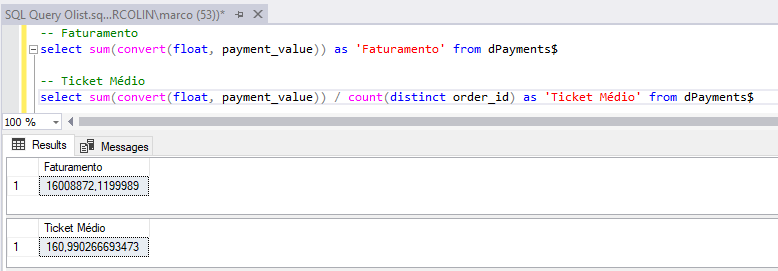 SQL Query Olist.sq...RCOLIN\marco (53))*
-- Faturamento
select sum(convert(float, payment_value)) as 'Faturamento' from dPayments$
-- Ticket Médio
select sum(convert(float, payment_value)) / count(distinct order_id) as 'Ticket Médio' from dPayments$
100 %
Results Messages
Faturamento
1 16008872,1199989
Ticket Médio
1 160,990266693473